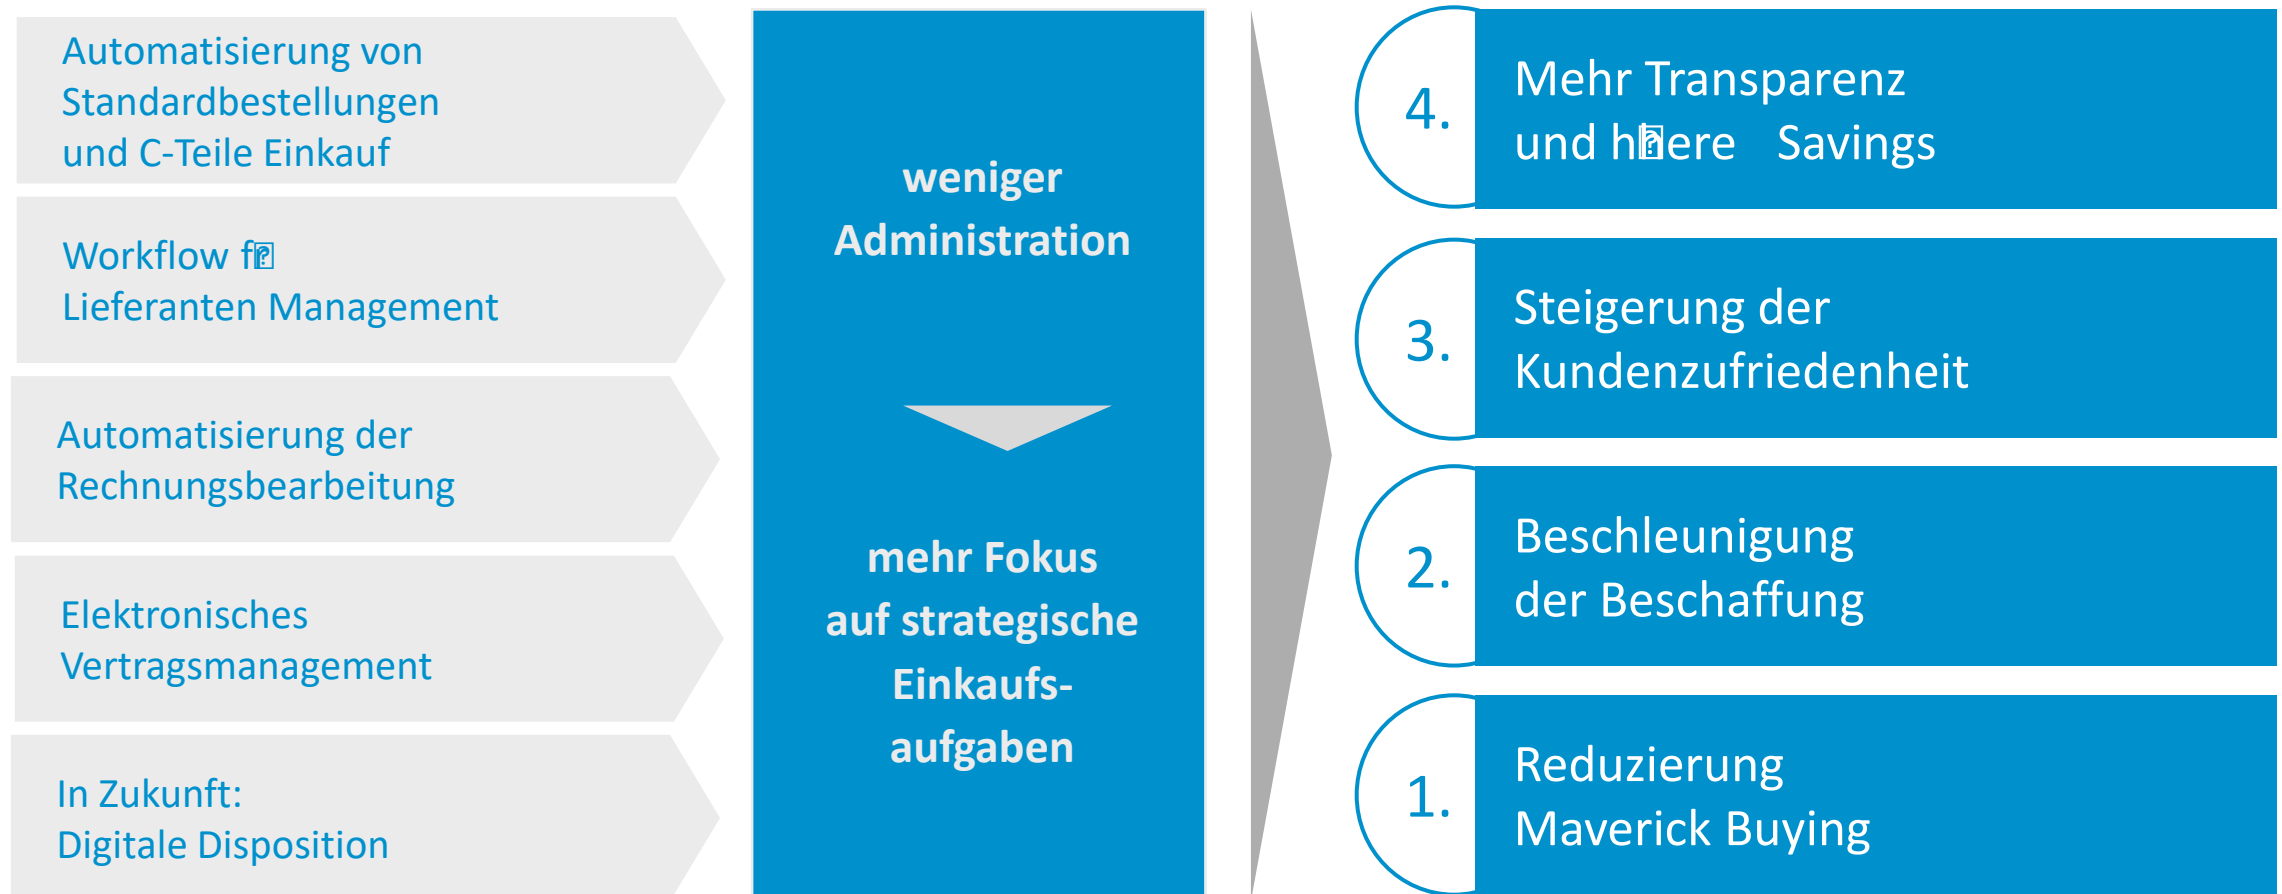 Automatisierung von
Standardbestellungen
und C-Teile Einkauf
Workflow f�
Lieferanten Management
Automatisierung der
Rechnungsbearbeitung
Elektronisches
Vertragsmanagement
In Zukunft:
Digitale Disposition
weniger
Administration
mehr Fokus
auf strategische
Einkaufs-
aufgaben
4.
Mehr Transparenz
und h�ere Savings
3.
Steigerung der
Kundenzufriedenheit
2.
Beschleunigung
der Beschaffung
1.
Reduzierung
Maverick Buying